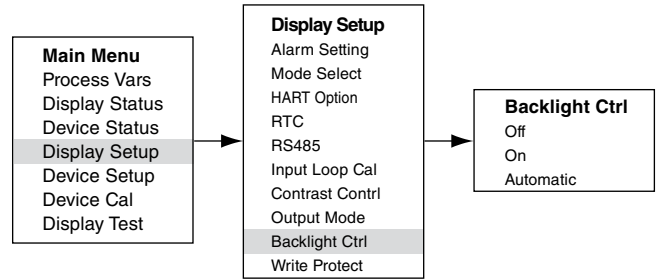 Main Menu
Process Vars
Display Status
Device Status
Display Setup
Device Setup
Device Cal
Display Test
Display Setup
Alarm Setting
Mode Select
HART Option
RTC
RS485
Input Loop Cal
Contrast Contrl
Output Mode
Backlight Ctrl
Write Protect
Backlight Ctrl
Off
On
Automatic